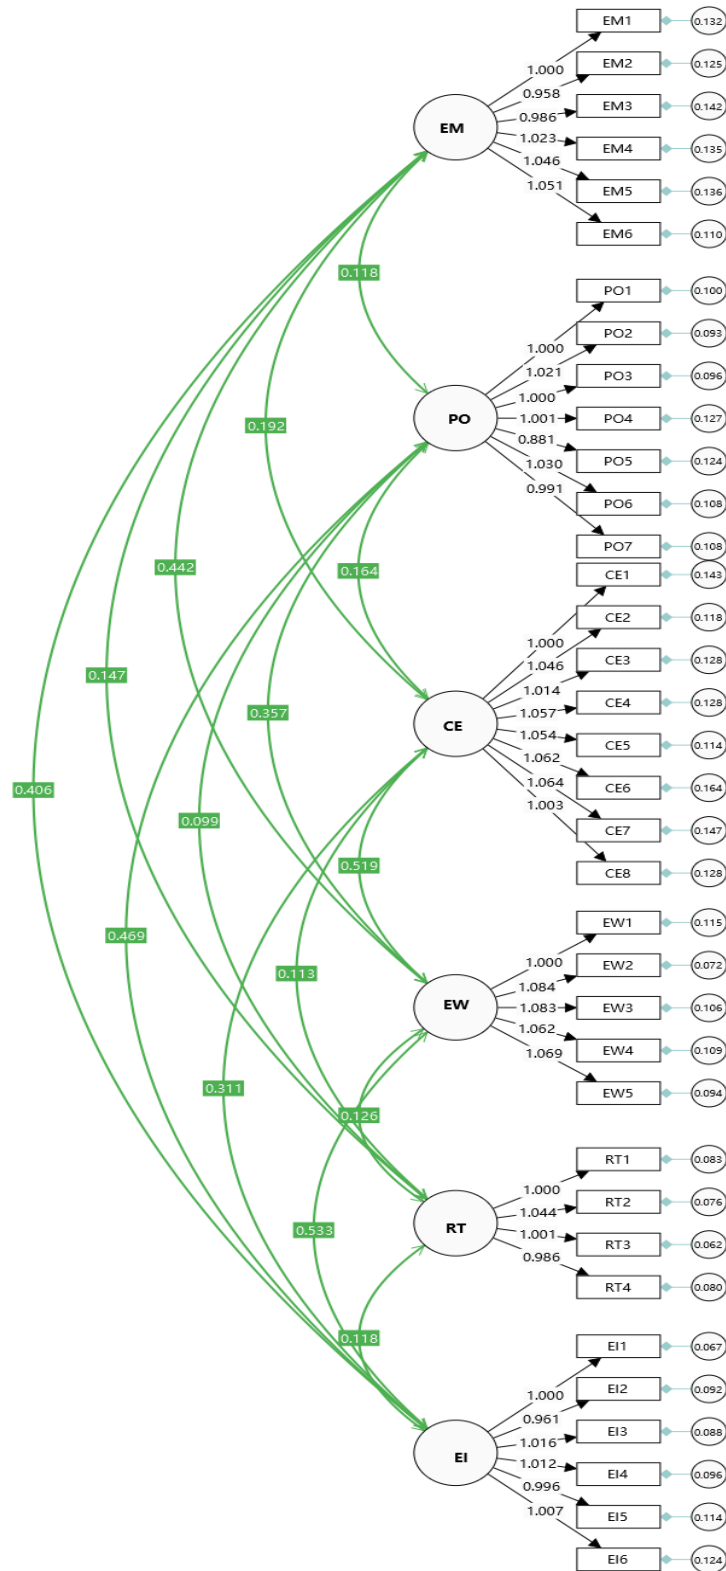 EM1 0.132
1.000
EM2 0.125
0.958
EM3 0.142
0.986
EM
1.023
EM4 0.135
1.046
EM5 0.136
1.051
EM6 0.110
0.118
PO1 0.100
1.000
PO2 0.093
1.021
PO3 0.096
1.000
PO
1.001
PO4 0.127
0.192
0.881
PO5 0.124
1.030
0.991
PO6 0.108
PO7 0.108
0.442
0.164
CE1 0.143
CE2 0.118
1.000
CE3 0.128
1.046
0.147
1.014
CE4 0.128
0.357
CE
1.057
1.054
CE5 0.114
1.062
1.064
CE6 0.164
0.406
1.003
0.099
CE7 0.147
0.519
CE8 0.128
EW1 0.115
0.469
1.000
EW2 0.072
0.113
1.084
EW
1.083
EW3 0.106
1.062
1.069
EW4 0.109
0.311
EW5 0.094
0.126
RT1 0.083
1.000
RT2 0.076
1.044
RT
0.533
1.001
RT3 0.062
0.986
RT4 0.080
0.118
EI1 0.067
EI2 0.092
1.000
0.961
EI3 0.088
1.016
EI
1.012
EI4 0.096
0.996
1.007
EI5 0.114
EI6 0.124